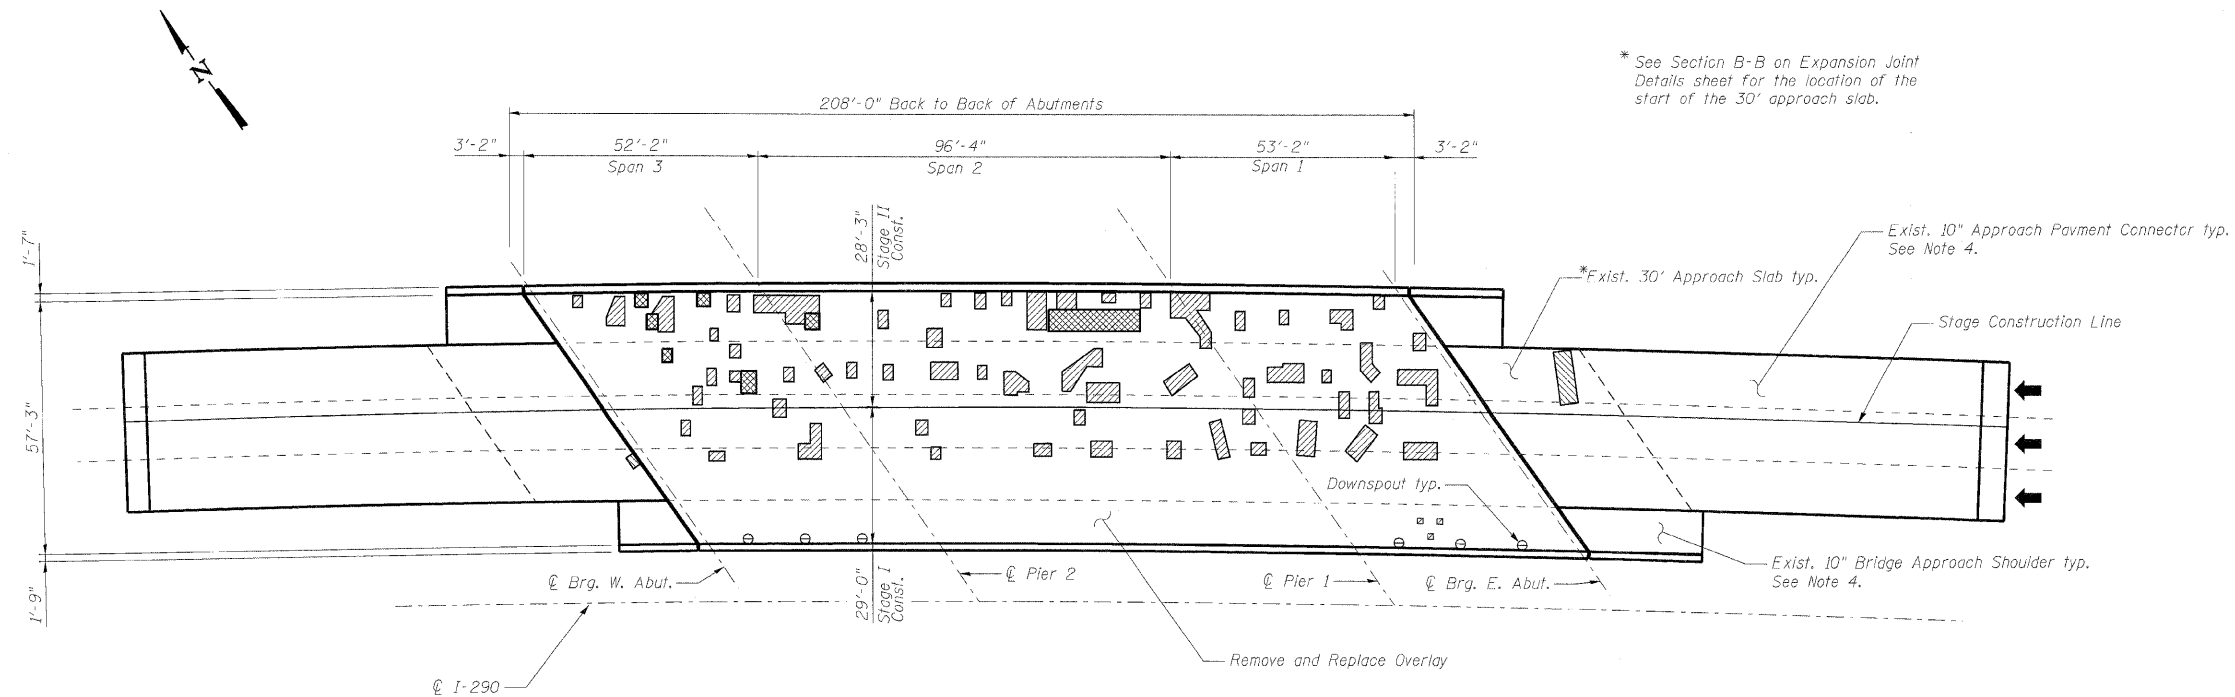 N
* See Section B-B on Expansion Joint
Details sheet for the location of the
start of the 30' approach slab.
208'-0" Back to Back of Abutments
3'-2"
52'-2"
Span 3
96'-4"
Span 2
53'-2"
Span 1
3'-2"
28'-3"
Stage II
Const.
1'-7"
57'-3"
1'-9"
Exist. 10" Approach Pavment Connector typ.
See Note 4.
*Exist. 30' Approach Slab typ.
Stage Construction Line
Downspout typ.
℄ Brg. W. Abut.
℄ Pier 2
℄ Pier 1
℄ Brg. E. Abut.
Exist. 10" Bridge Approach Shoulder typ.
See Note 4.
29'-0"
Stage I
Const.
Remove and Replace Overlay
℄ I-290